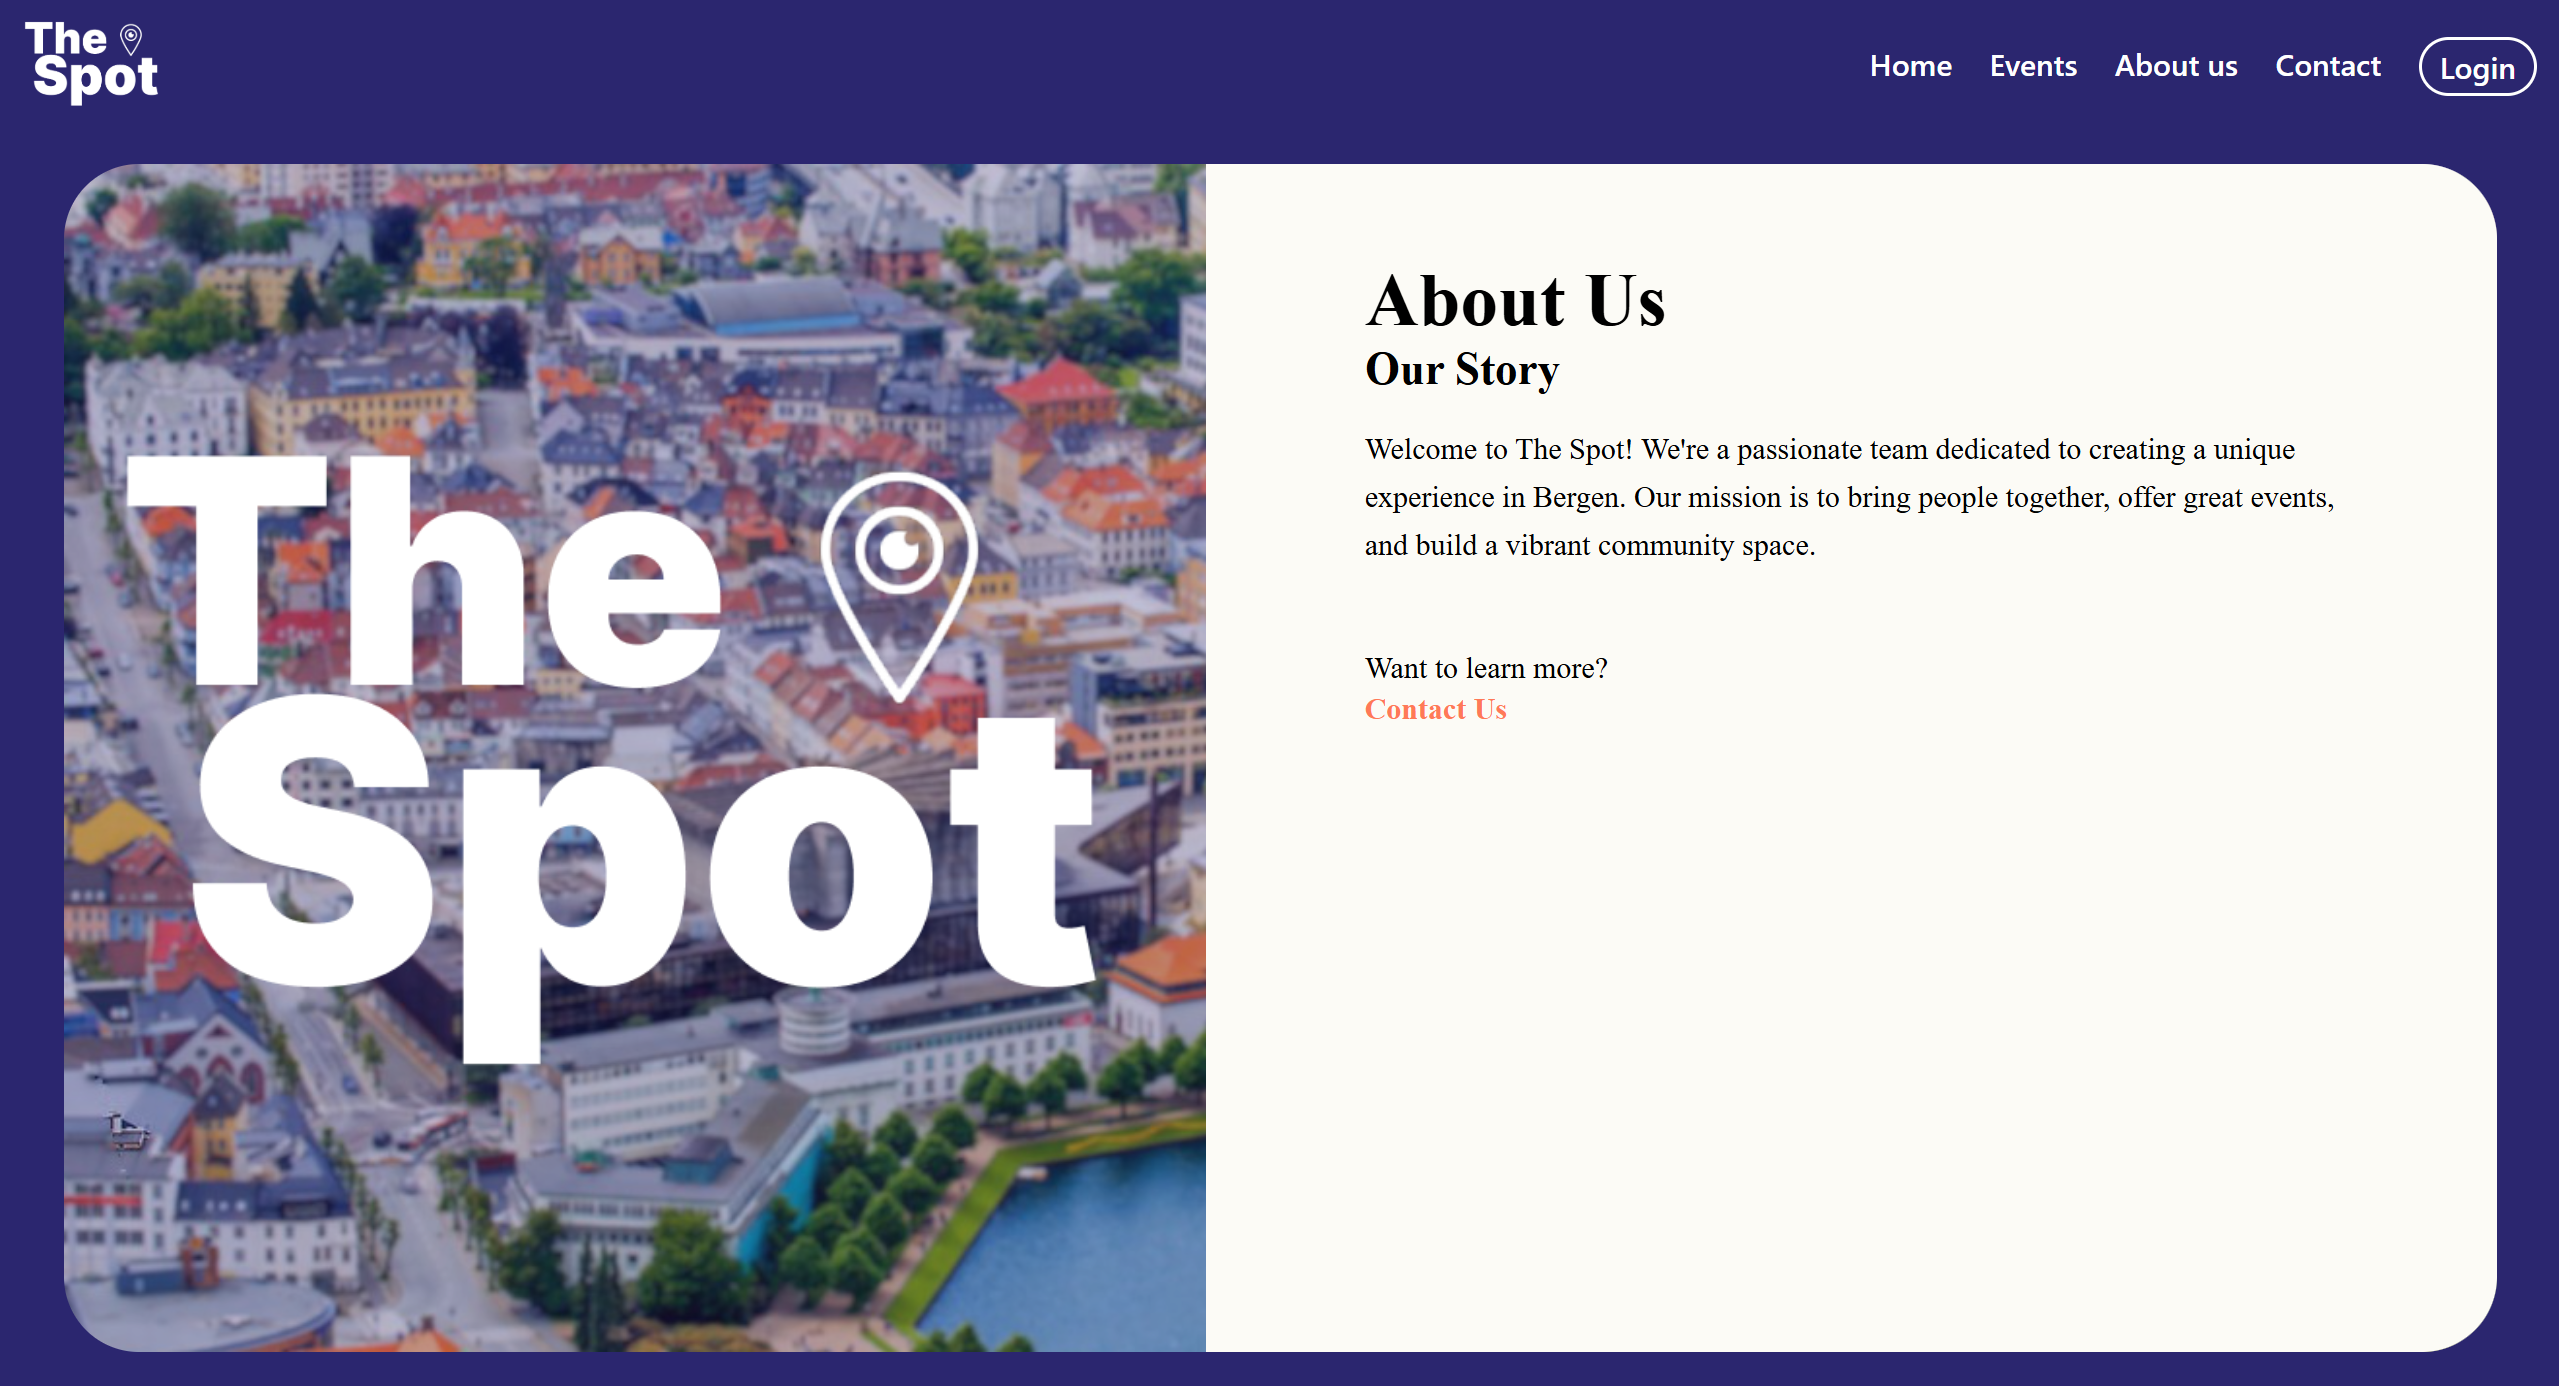 The
Spot
Home Events About us Contact Login
The
Spot
About Us
Our Story
Welcome to The Spot! We're a passionate team dedicated to creating a unique
experience in Bergen. Our mission is to bring people together, offer great events,
and build a vibrant community space.
Want to learn more?
Contact Us